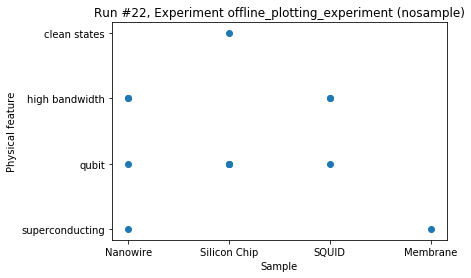 Run #22, Experiment offline_plotting_experiment (nosample)
clean states
high bandwidth
qubit
superconducting
Physical feature
Nanowire Silicon Chip SQUID Membrane
Sample